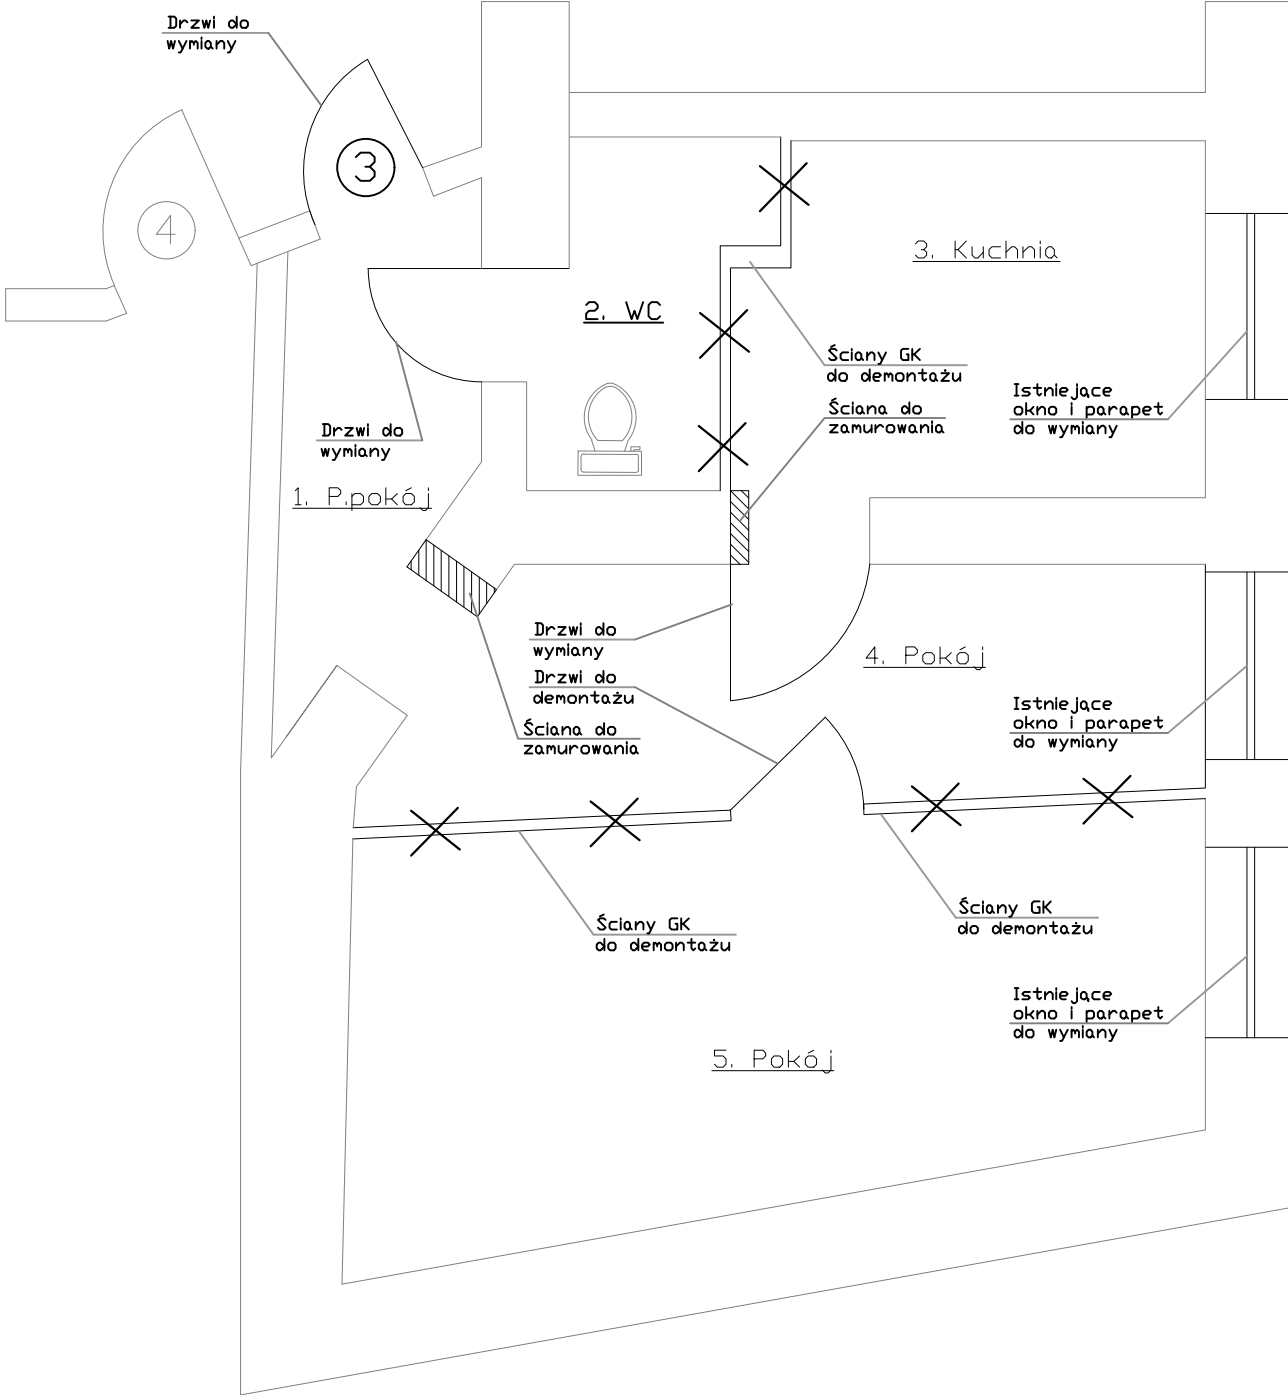 Drzwi do
wymiany
3
4
3. Kuchnia
2. WC
Ściany GK
do demontażu
Istniejące
okno i parapet
do wymiany
Ściana do
zamurowania
Drzwi do
wymiany
1. P.pokój
Drzwi do
wymiany
4. Pokój
Drzwi do
demontażu
Istniejące
okno i parapet
do wymiany
Ściana do
zamurowania
Ściany GK
do demontażu
Ściany GK
do demontażu
Istniejące
okno i parapet
do wymiany
5. Pokój